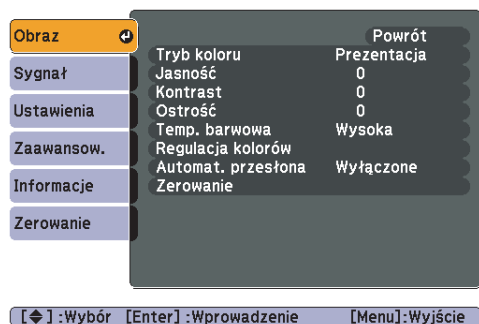 Obraz
Sygnał
Ustawienia
Zaawansow.
Informacje
Zerowanie
Powrót
Tryb koloru Prezentacja
Jasność 0
Kontrast 0
Ostrość 0
Temp. barwowa Wysoka
Regulacja kolorów
Automat. przesłona Wyłączone
Zerowanie
[◆] :Wybór [Enter] :Wprowadzenie [Menu]:Wyjście